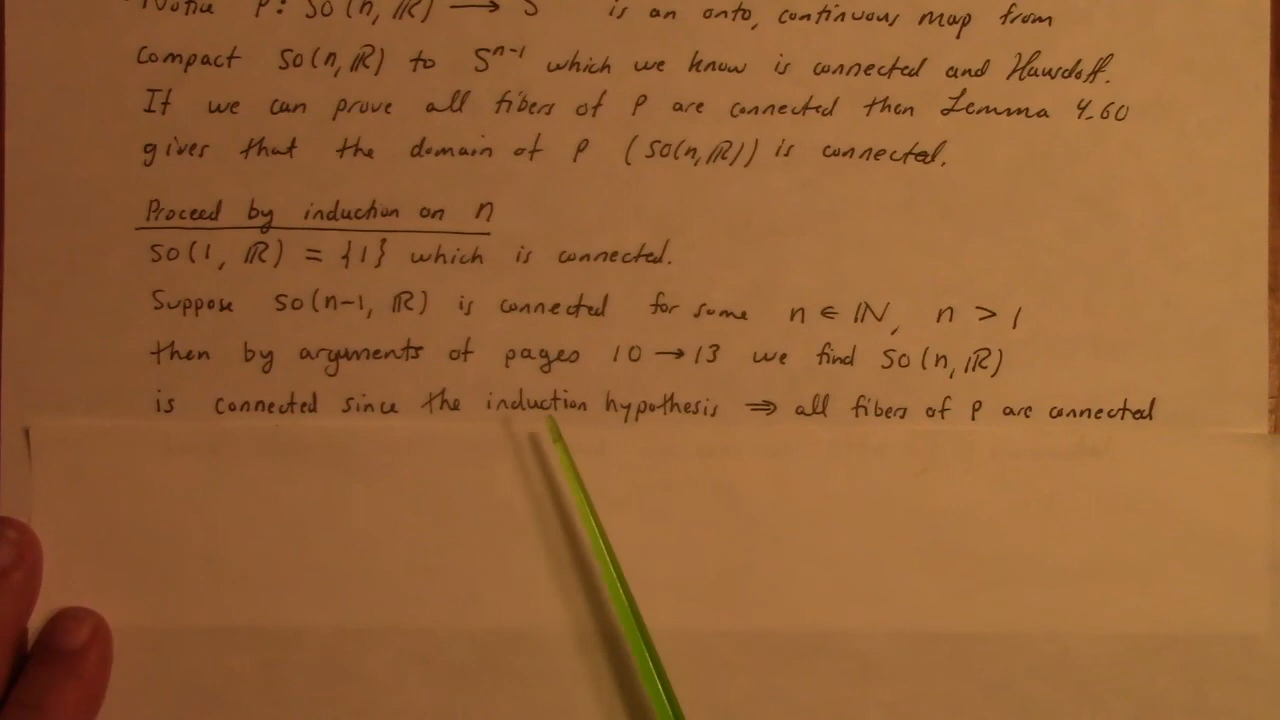 Notice P: SO(n, ℝ) ⟶ S is an onto, continuous map from
compact SO(n, ℝ) to Sⁿ⁻¹ which we know is connected and Hausdoff.
If we can prove all fibers of P are connected then Lemma 4.60
gives that the domain of P (SO(n, ℝ)) is connected.
Proceed by induction on n
SO(1, ℝ) = {1} which is connected.
Suppose SO(n-1, ℝ) is connected for some n ∈ ℕ, n > 1
then by arguments of pages 10 → 13 we find SO(n, ℝ)
is connected since the induction hypothesis ⇒ all fibers of P are connected